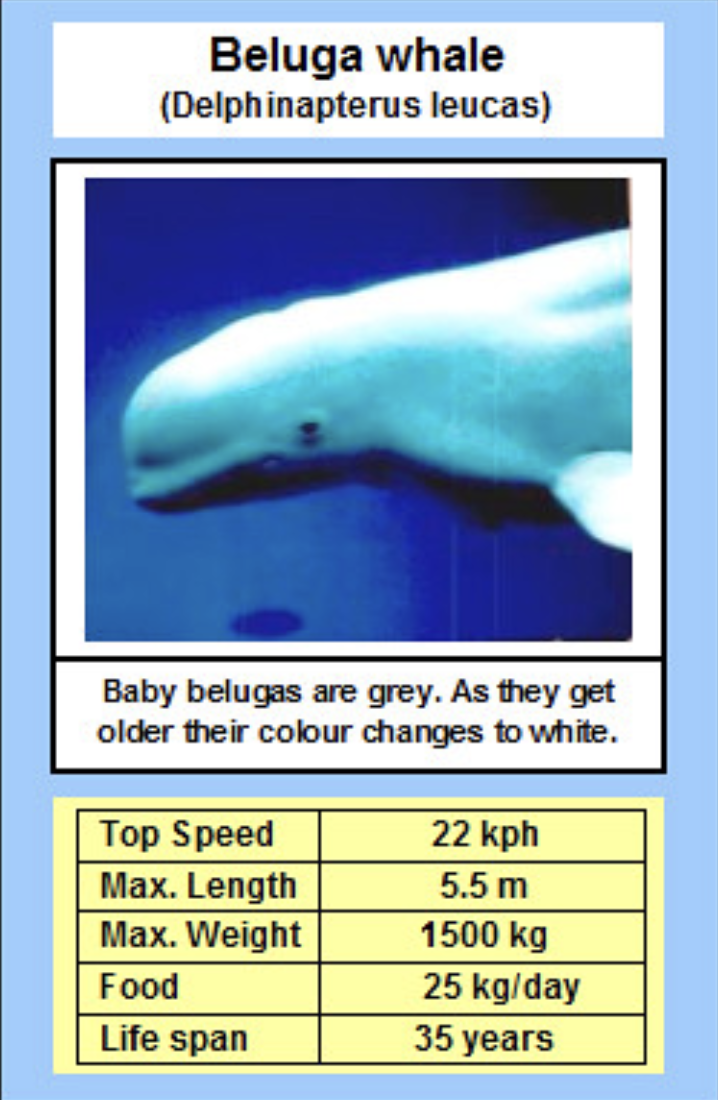 Beluga whale
(Delphinapterus leucas)
Baby belugas are grey. As they get
older their colour changes to white.
Top Speed 22 kph
Max. Length 5.5 m
Max. Weight 1500 kg
Food 25 kg/day
Life span 35 years